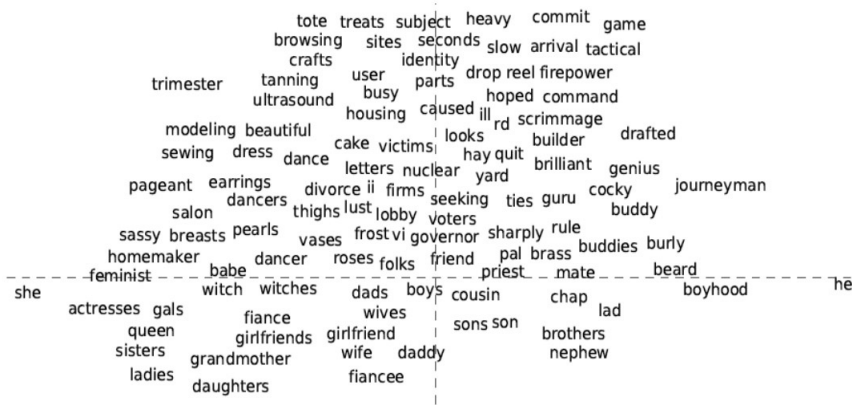 tote treats subject heavy commit game
browsing sites seconds slow arrival tactical
crafts identity
trimester tanning user parts drop reel firepower
ultrasound busy hoped command
housing caused ill rd scrimmage
modeling beautiful cake victims looks builder drafted
sewing dress dance hay quit brilliant genius
letters nuclear yard
pageant earrings divorce ii firms seeking ties guru cocky journeyman
dancers
salon thighs lust lobby voters buddy
sassy breasts pearls vases frost vi governor sharply rule buddies burly
homemaker dancer roses folks friend pal brass
feminist babe priest mate beard
she witch witches dads boys cousin chap boyhood he
actresses gals fiance wives lad
queen girlfriends girlfriend sons son brothers
sisters grandmother wife daddy nephew
ladies daughters fiancee